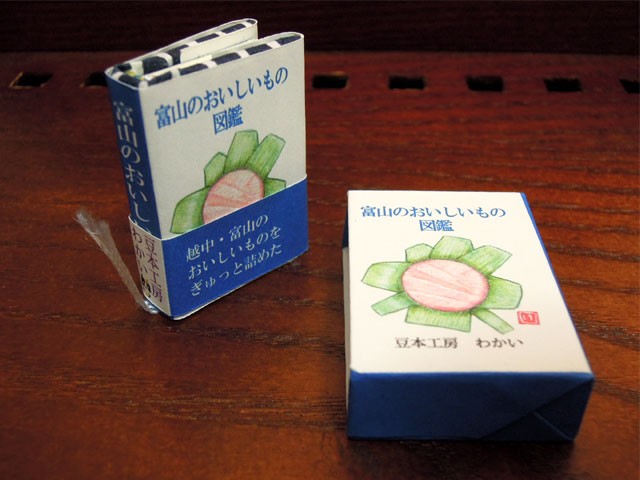 富山のおいしいもの
図鑑
越中・富山の
おいしいものを
ぎゅっと詰めた
富山のおいし
豆本工房
わかい
富山のおいしいもの
図鑑
豆本工房　わかい